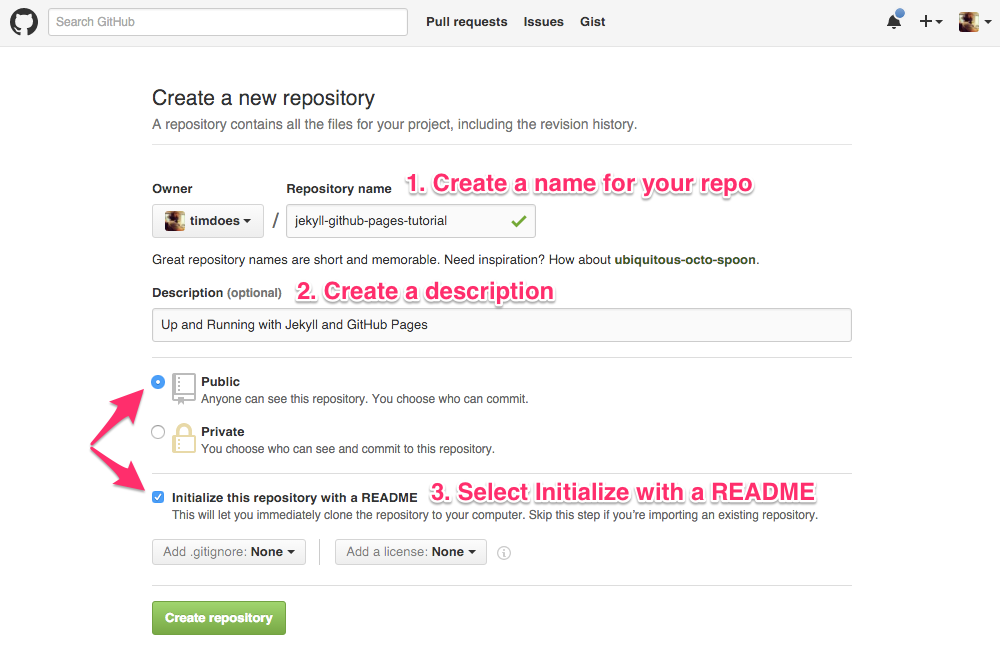 Search GitHub Pull requests Issues Gist
Create a new repository
A repository contains all the files for your project, including the revision history.
Owner Repository name 1. Create a name for your repo
timdoes / jekyll-github-pages-tutorial
Great repository names are short and memorable. Need inspiration? How about ubiquitous-octo-spoon.
Description (optional) 2. Create a description
Up and Running with Jekyll and GitHub Pages
Public
Anyone can see this repository. You choose who can commit.
Private
You choose who can see and commit to this repository.
Initialize this repository with a README 3. Select Initialize with a README
This will let you immediately clone the repository to your computer. Skip this step if you're importing an existing repository.
Add .gitignore: None Add a license: None
Create repository